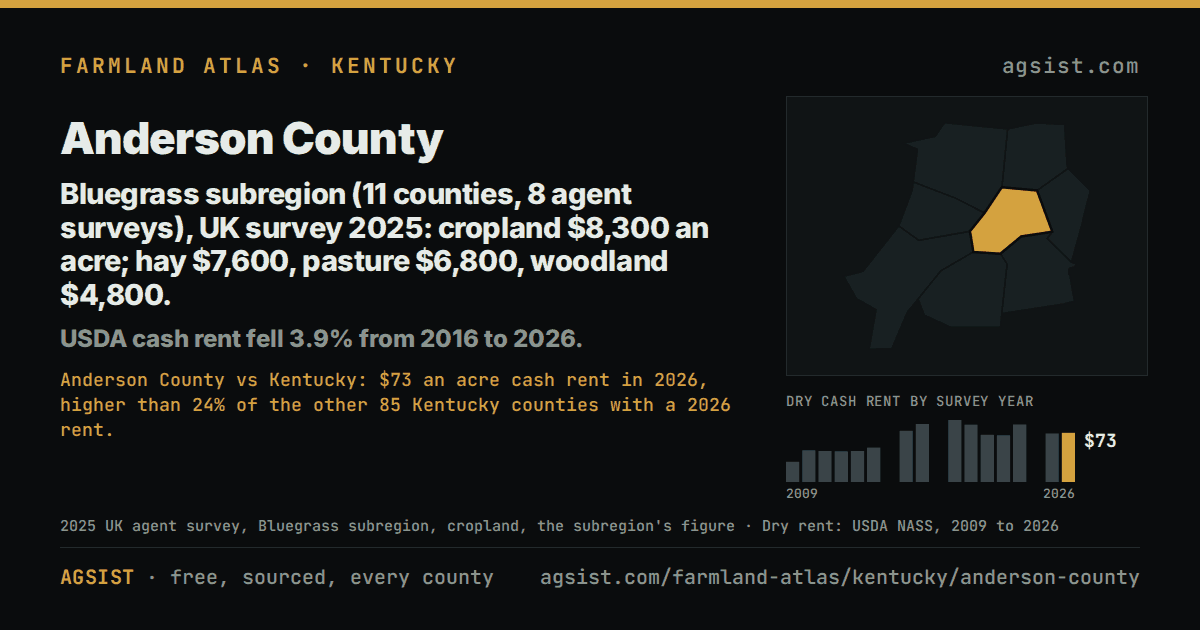 FARMLAND ATLAS · KENTUCKY
agsist.com
Anderson County
Bluegrass subregion (11 counties, 8 agent
surveys), UK survey 2025: cropland $8,300 an
acre; hay $7,600, pasture $6,800, woodland
$4,800.
USDA cash rent fell 3.9% from 2016 to 2026.
Anderson County vs Kentucky: $73 an acre cash rent in 2026,
higher than 24% of the other 85 Kentucky counties with a 2026
rent.
DRY CASH RENT BY SURVEY YEAR
$73
2009
2026
2025 UK agent survey, Bluegrass subregion, cropland, the subregion's figure · Dry rent: USDA NASS, 2009 to 2026
AGSIST · free, sourced, every county
agsist.com/farmland-atlas/kentucky/anderson-county